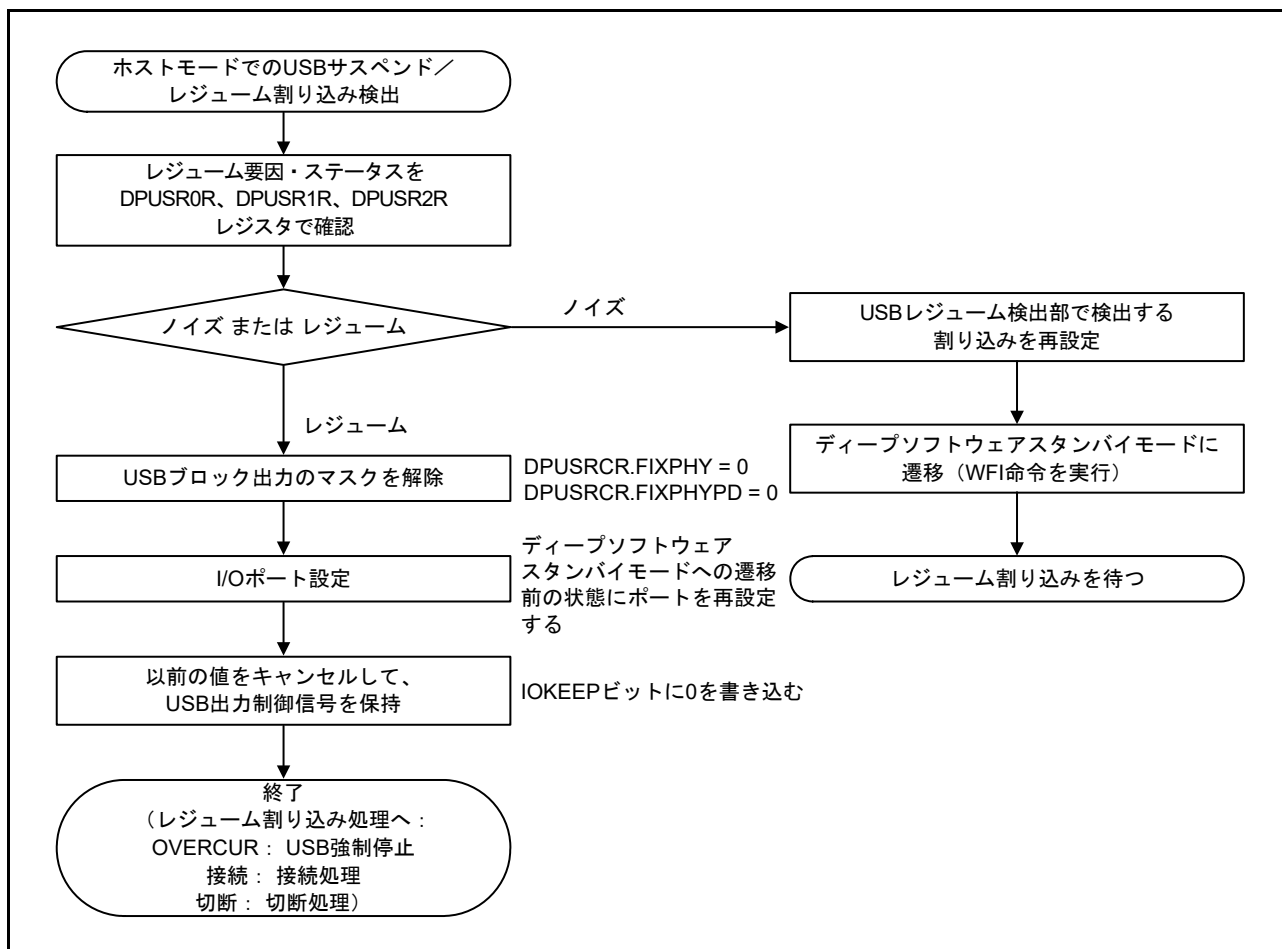 ホストモードでのUSBサスペンド／
レジューム割り込み検出
レジューム要因・ステータスを
DPUSR0R、DPUSR1R、DPUSR2R
レジスタで確認
ノイズ または レジューム
ノイズ
USBレジューム検出部で検出する
割り込みを再設定
ディープソフトウェアスタンバイモードに
遷移（WFI命令を実行）
レジューム割り込みを待つ
レジューム
USBブロック出力のマスクを解除
DPUSRCR.FIXPHY = 0
DPUSRCR.FIXPHYPD = 0
I/Oポート設定
ディープソフトウェア
スタンバイモードへの遷移
前の状態にポートを再設定
する
以前の値をキャンセルして、
USB出力制御信号を保持
IOKEEPビットに0を書き込む
終了
（レジューム割り込み処理へ：
OVERCUR： USB強制停止
接続： 接続処理
切断： 切断処理）